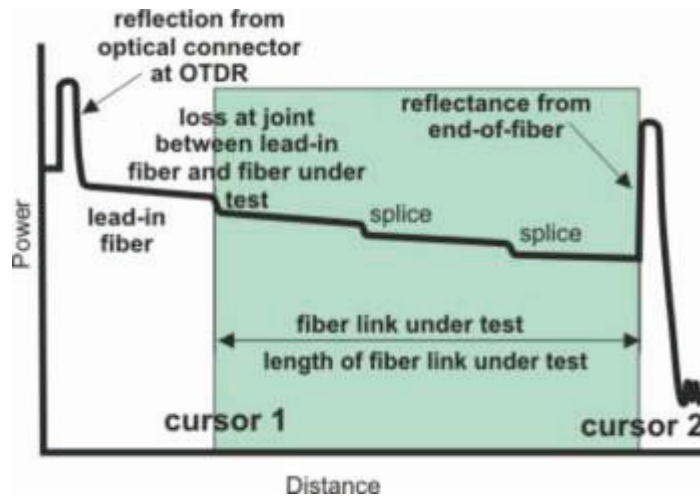 reflection from
optical connector
at OTDR
loss at joint
between lead-in
fiber and fiber under
test
reflectance from
end-of-fiber
lead-in
fiber
splice
splice
Power
fiber link under test
length of fiber link under test
cursor 1
cursor 2
Distance